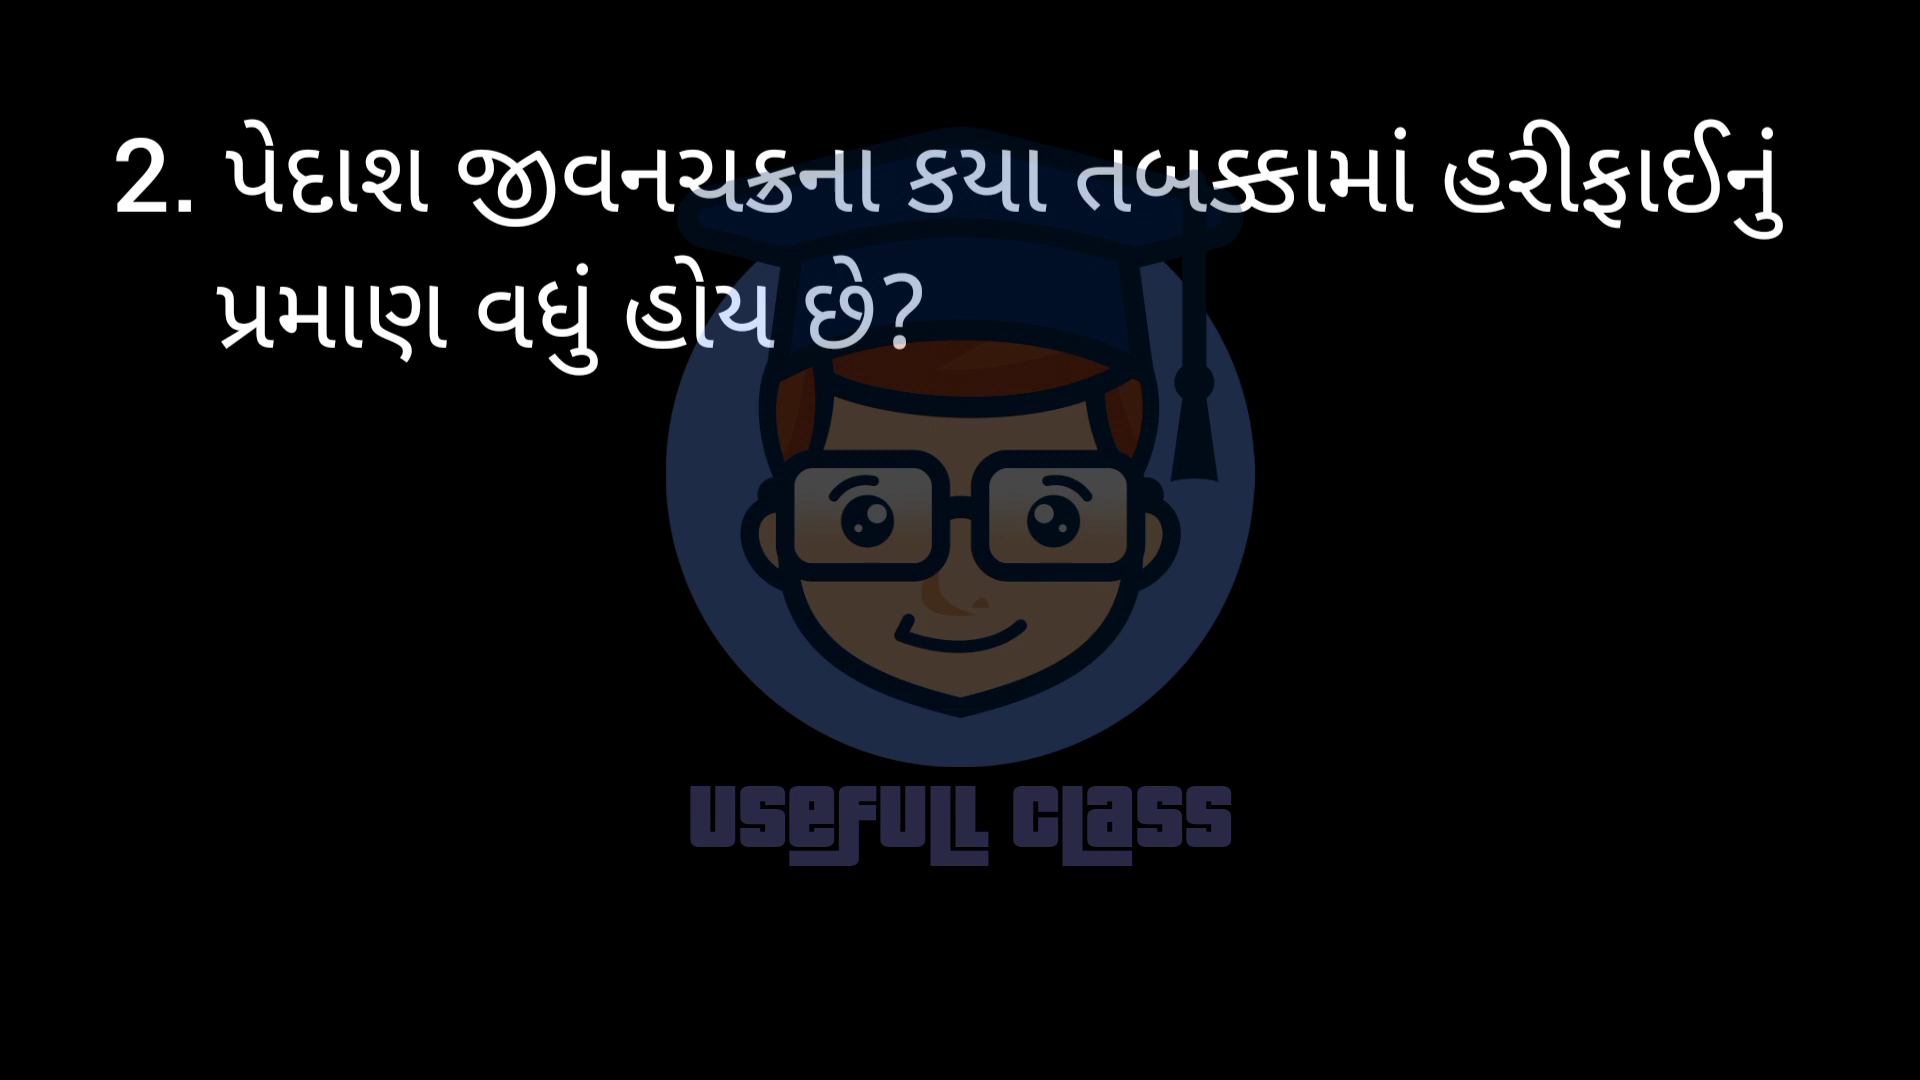 2. પેદાશ જીવનચક્રના કયા તબક્કામાં હરીફાઈનું
પ્રમાણ વધું હોય છે?
USEFULL CLASS